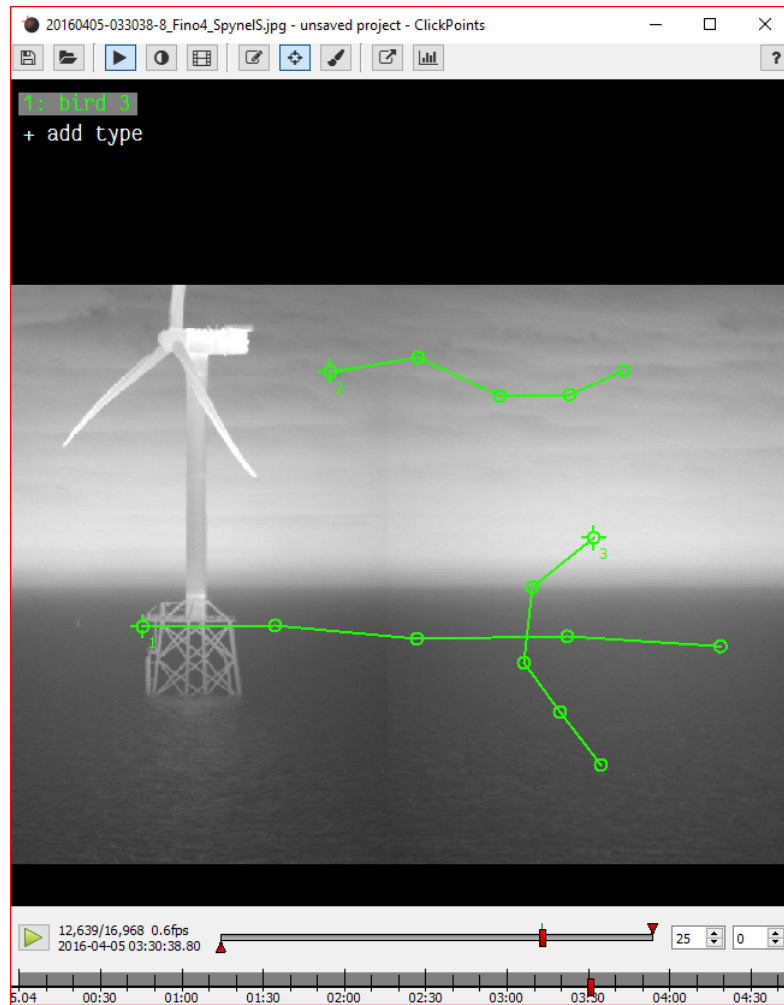 20160405-033038-8_Fino4_SpynelS.jpg - unsaved project - ClickPoints
?
1: bird 3
+ add type
2
3
1
12,639/16,968 0.6fps
2016-04-05 03:30:38.80
25
0
5.04 00:30 01:00 01:30 02:00 02:30 03:00 03:30 04:00 04:30